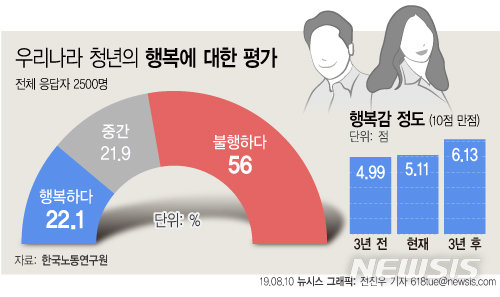 우리나라 청년의 행복에 대한 평가
전체 응답자 2500명
행복하다
22.1
중간
21.9
불행하다
56
단위: %
자료: 한국노동연구원
행복감 정도 (10점 만점)
단위: 점
4.99
5.11
6.13
3년 전
현재
3년 후
NEWSIS
www.newsis.com
19.08.10 뉴시스 그래픽: 전진우 기자 618tue@newsis.com